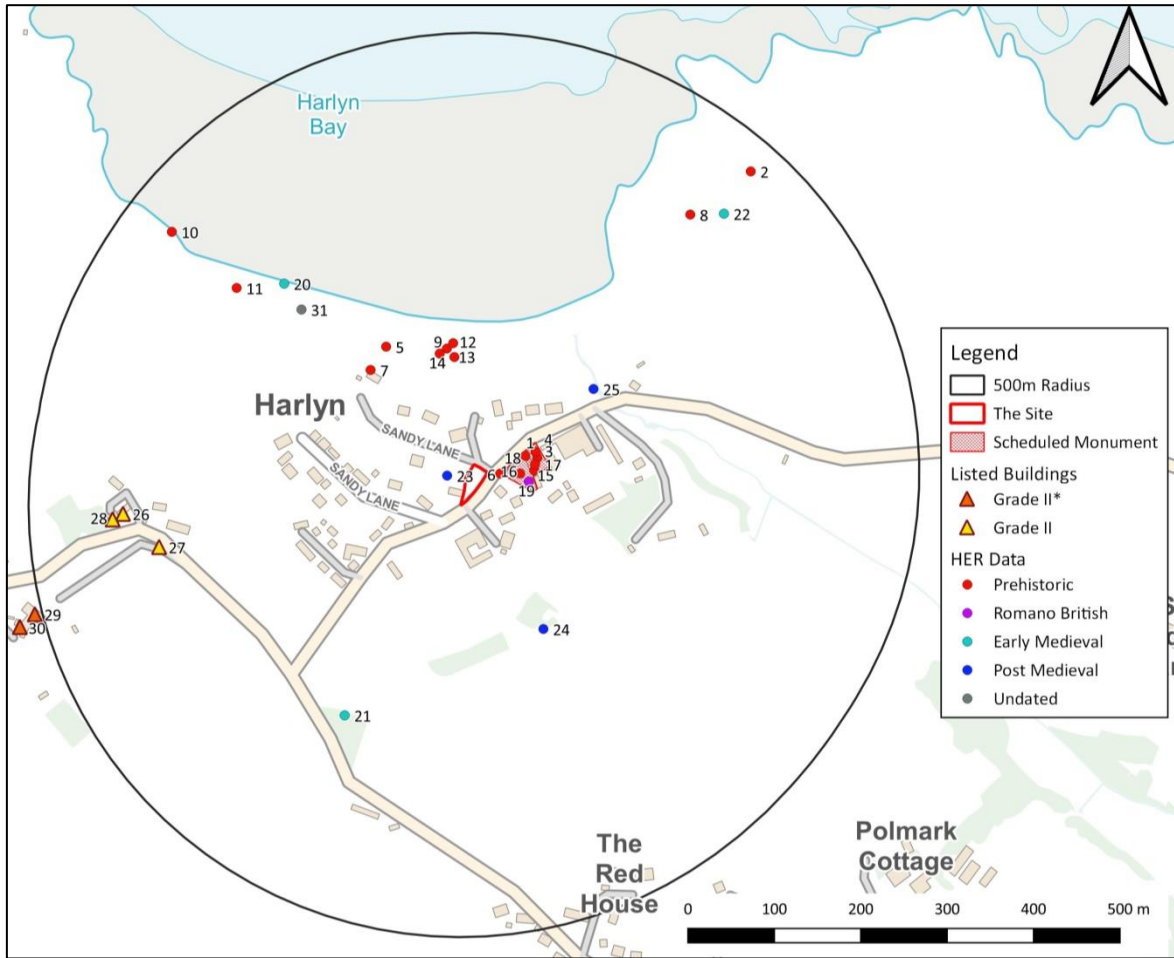 Harlyn
Bay
2
8
22
10
20
11
31
5
9
12
14
13
7
25
Harlyn
SANDY LANE
1
4
3
18
6
16
17
15
19
23
SANDY LANE
28
26
27
29
30
24
21
The
Red
House
Polmark
Cottage
Legend
500m Radius
The Site
Scheduled Monument
Listed Buildings
Grade II*
Grade II
HER Data
Prehistoric
Romano British
Early Medieval
Post Medieval
Undated
0 100 200 300 400 500 m